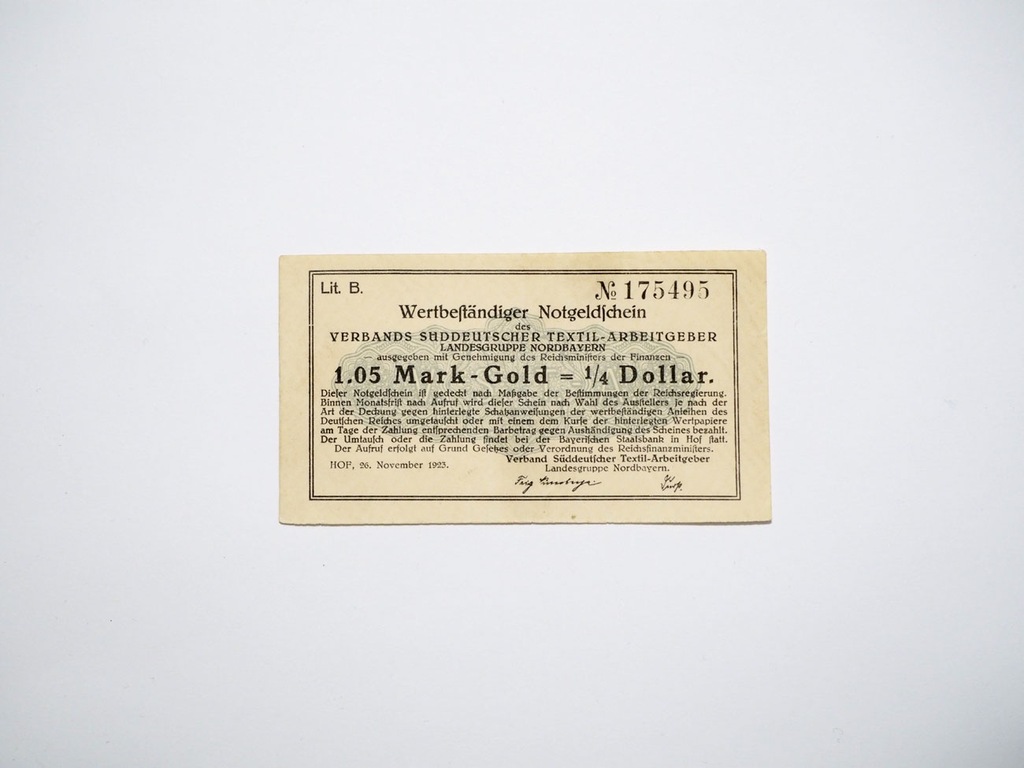 Lit. B.
№ 175495
Wertbeſtändiger Notgeldſchein
des
VERBANDS SÜDDEUTSCHER TEXTIL-ARBEITGEBER
LANDESGRUPPE NORDBAYERN
— ausgegeben mit Genehmigung des Reichsminiſters der Finanzen —
1.05 Mark-Gold = 1/4 Dollar.
Dieſer Notgeldſchein iſt gedeckt nach Maßgabe der Beſtimmungen der Reichsregierung.
Binnen Monatsfriſt nach Aufruf wird dieſer Schein nach Wahl des Ausſtellers je nach der
Art der Deckung gegen hinterlegte Schatzanweiſungen der wertbeſtändigen Anleihen des
Deutſchen Reiches umgetauſcht oder mit einem dem Kurſe der hinterlegten Wertpapiere
am Tage der Zahlung entſprechenden Barbetrag gegen Aushändigung des Scheines bezahlt.
Der Umtauſch oder die Zahlung findet bei der Bayeriſchen Staatsbank in Hof ſtatt.
Der Aufruf erfolgt auf Grund Geſetzes oder Verordnung des Reichsfinanzminiſters.
Verband Süddeutſcher Textil-Arbeitgeber
HOF, 26. November 1923.
Landesgruppe Nordbayern.